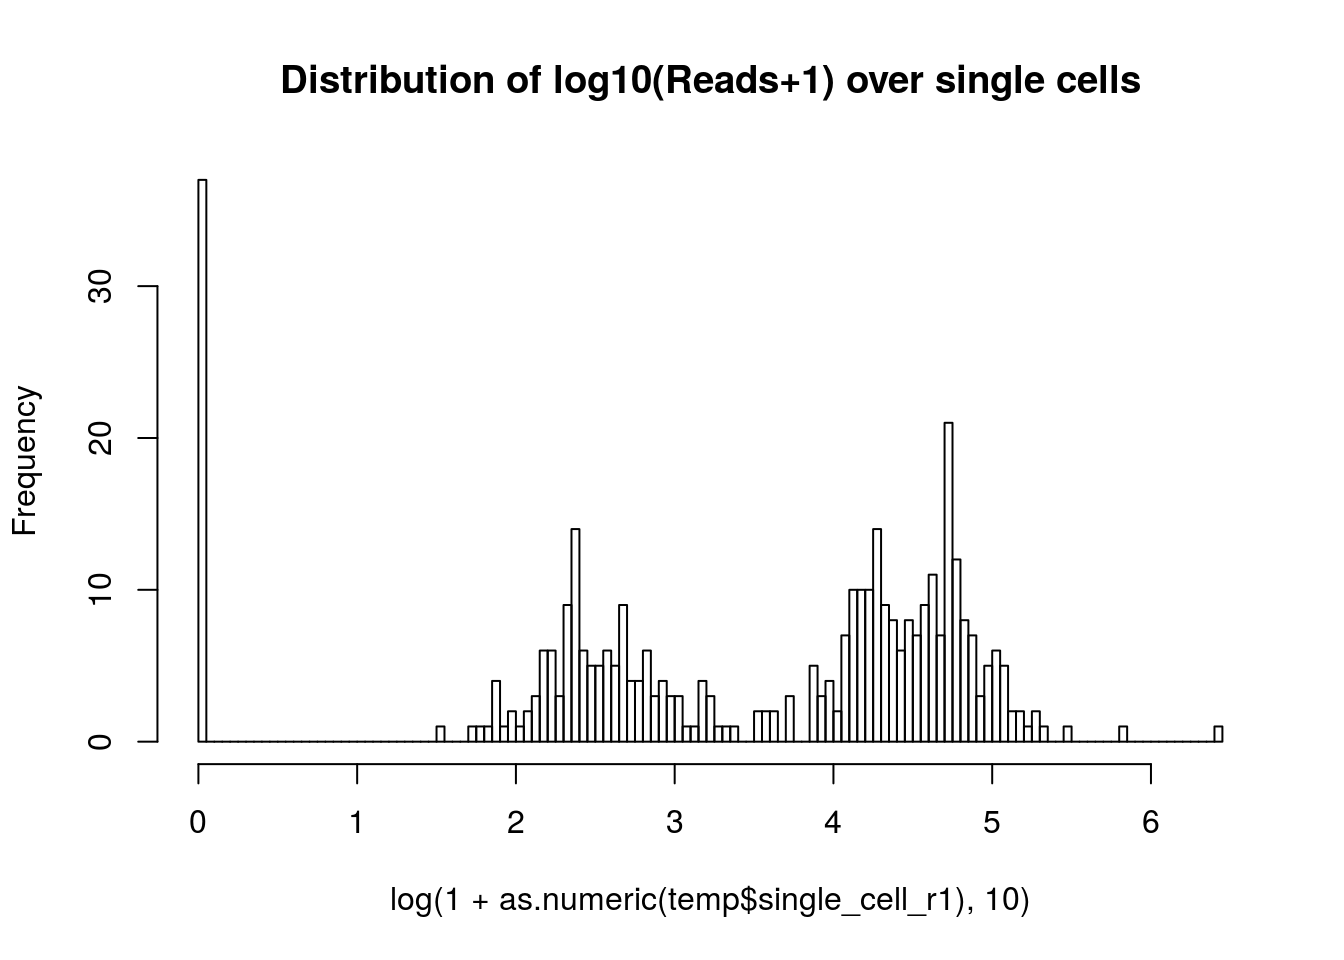 Distribution of log10(Reads+1) over single cells
Frequency
30
20
10
0
0 1 2 3 4 5 6
log(1 + as.numeric(temp$single_cell_r1), 10)